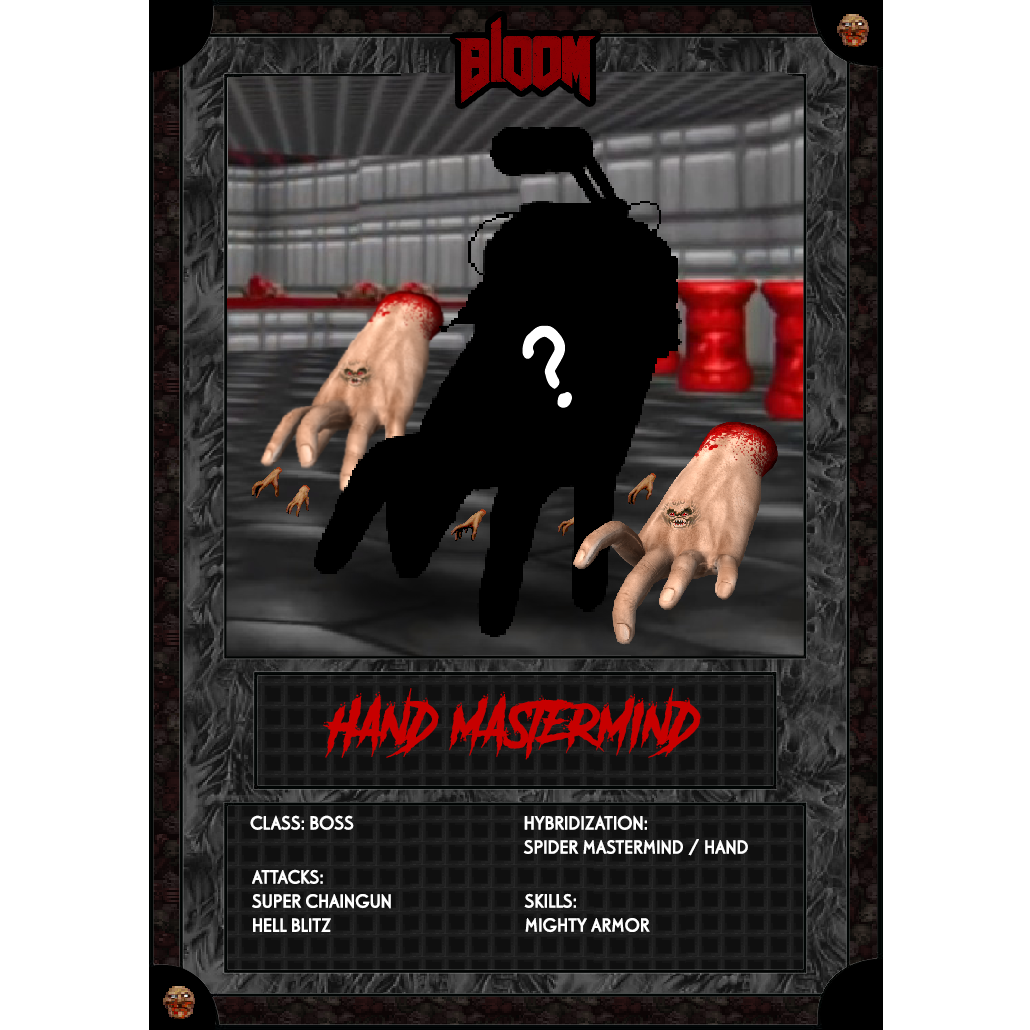 BLOOM
?
HAND MASTERMIND
CLASS: BOSS
ATTACKS:
SUPER CHAINGUN
HELL BLITZ
HYBRIDIZATION:
SPIDER MASTERMIND / HAND
SKILLS:
MIGHTY ARMOR